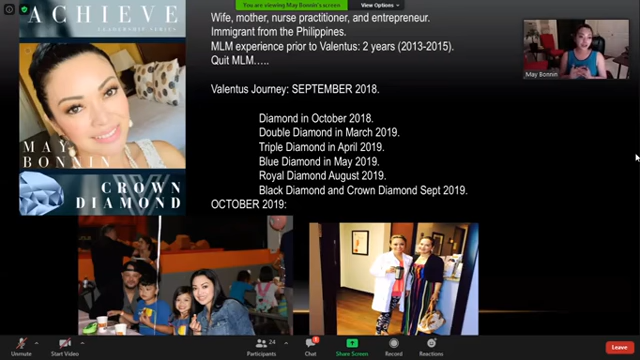 You are viewing May Bonnin's screen
View Options
ACHIEVE
LEADERSHIP SERIES
MAY
BONNIN
CROWN
DIAMOND
Wife, mother, nurse practitioner, and entrepreneur.
Immigrant from the Philippines.
MLM experience prior to Valentus: 2 years (2013-2015).
Quit MLM…..
Valentus Journey: SEPTEMBER 2018.
Diamond in October 2018.
Double Diamond in March 2019.
Triple Diamond in April 2019.
Blue Diamond in May 2019.
Royal Diamond August 2019.
Black Diamond and Crown Diamond Sept 2019.
OCTOBER 2019:
May Bonnin
Unmute
Start Video
Participants
24
Chat
Share Screen
Record
Reactions
Leave